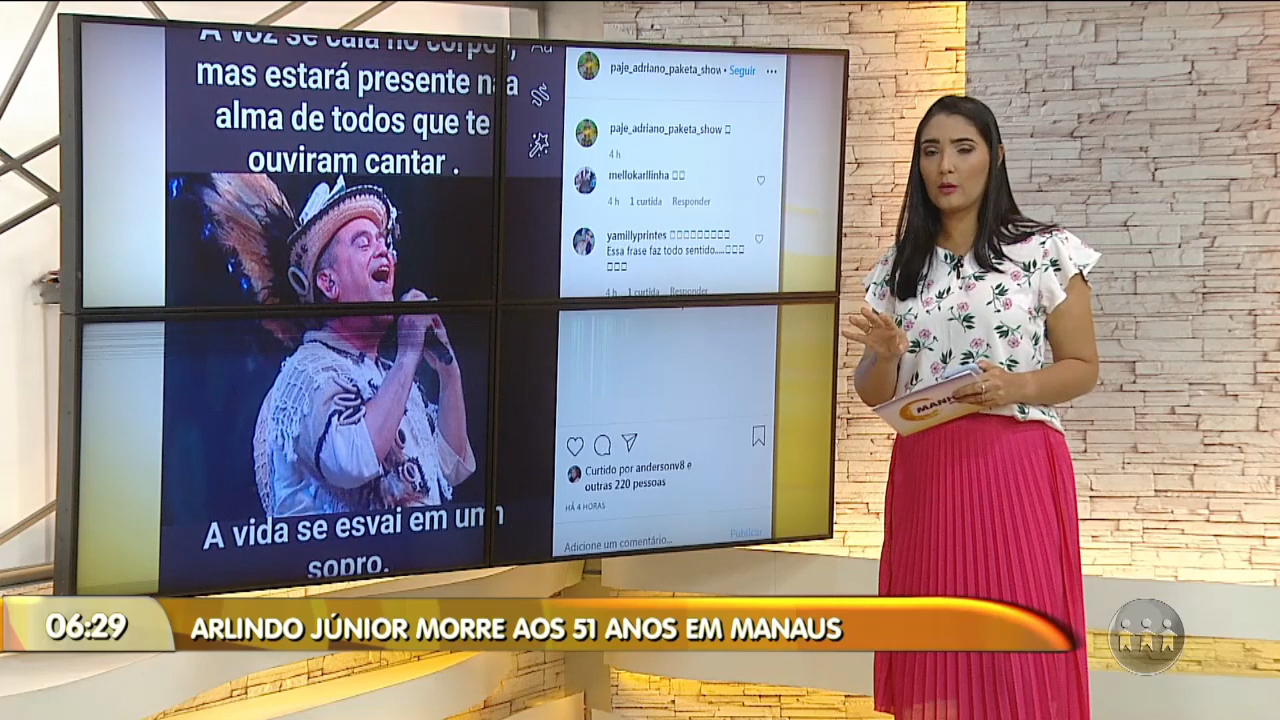 A voz se cala no corpo,
mas estará presente na
alma de todos que te
ouviram cantar .
A vida se esvai em um
sopro.
Aa
paje_adriano_paketa_show • Seguir •••
paje_adriano_paketa_show
4 h
mellokarllinha
4 h 1 curtida Responder
yamillyprintes
Essa frase faz todo sentido.....
4 h 1 curtida Responder
Curtido por andersonv8 e
outras 220 pessoas
HÁ 4 HORAS
Adicione um comentário... Publicar
06:29 ARLINDO JÚNIOR MORRE AOS 51 ANOS EM MANAUS